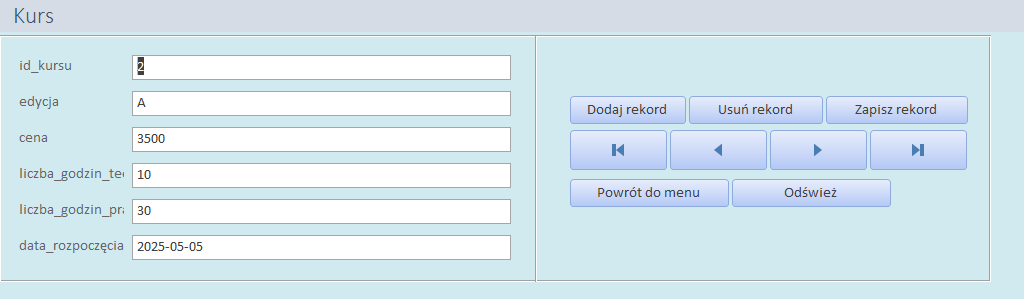 Kurs
id_kursu 2
edycja A
cena 3500
liczba_godzin_te 10
liczba_godzin_pr 30
data_rozpoczęcia 2025-05-05
Dodaj rekord Usuń rekord Zapisz rekord
Powrót do menu Odśwież